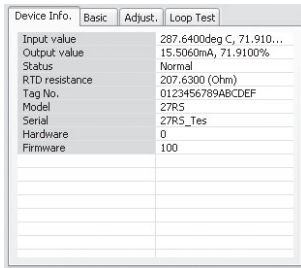 Device Info. Basic Adjust. Loop Test
Input value 287.6400deg C, 71.910...
Output value 15.5060mA, 71.9100%
Status Normal
RTD resistance 207.6300 (Ohm)
Tag No. 0123456789ABCDEF
Model 27RS
Serial 27RS_Tes
Hardware 0
Firmware 100